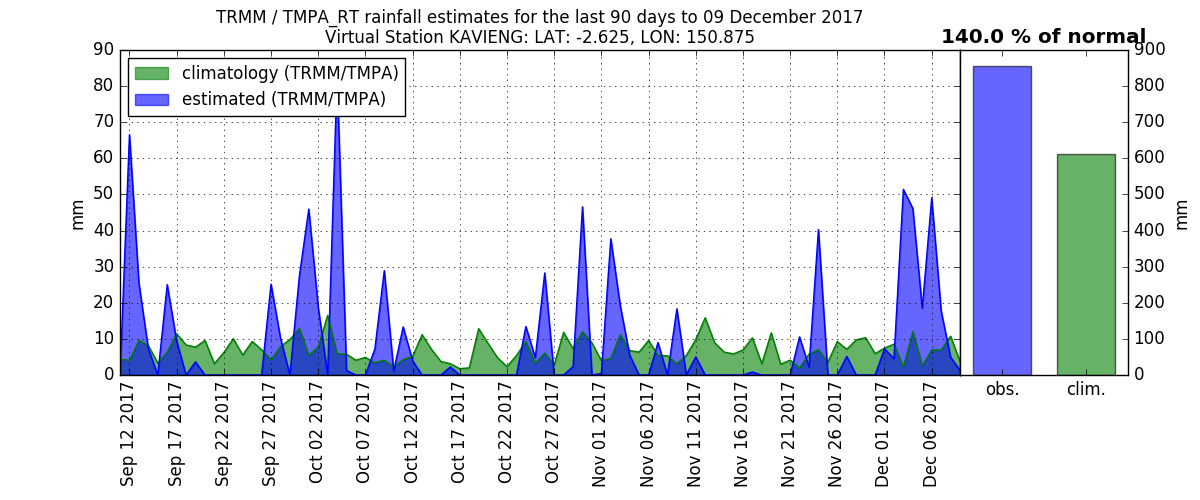 TRMM / TMPA_RT rainfall estimates for the last 90 days to 09 December 2017
Virtual Station KAVIENG: LAT: -2.625, LON: 150.875
140.0 % of normal
climatology (TRMM/TMPA)
estimated (TRMM/TMPA)
90
80
70
60
50
40
30
20
10
0
mm
Sep 12 2017
Sep 17 2017
Sep 22 2017
Sep 27 2017
Oct 02 2017
Oct 07 2017
Oct 12 2017
Oct 17 2017
Oct 22 2017
Oct 27 2017
Nov 01 2017
Nov 06 2017
Nov 11 2017
Nov 16 2017
Nov 21 2017
Nov 26 2017
Dec 01 2017
Dec 06 2017
obs.
clim.
900
800
700
600
500
400
300
200
100
0
mm